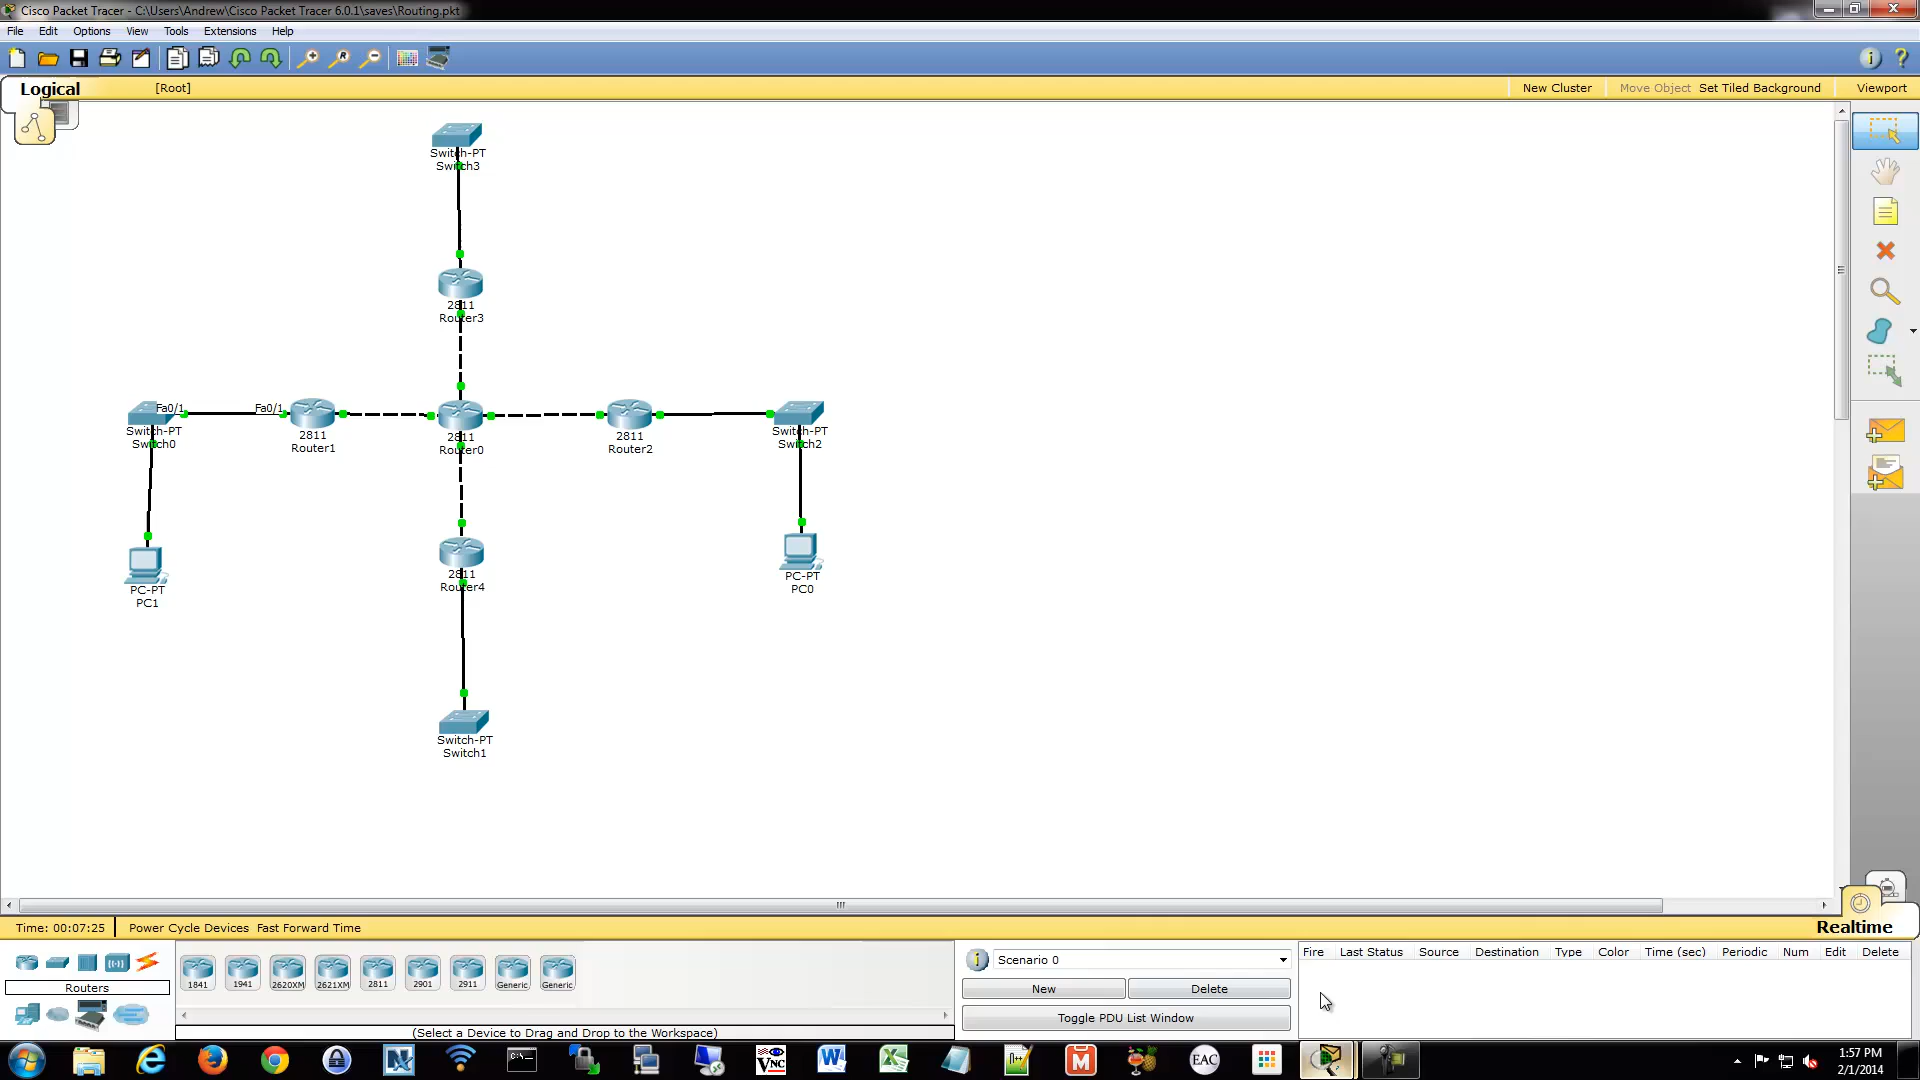 Cisco Packet Tracer - C:\Users\Andrew\Cisco Packet Tracer 6.0.1\saves\Routing.pkt
File Edit Options View Tools Extensions Help
Logical [Root] New Cluster Move Object Set Tiled Background Viewport
Switch-PT
Switch3
2811
Router3
Fa0/1 Fa0/1
Switch-PT
Switch0
2811
Router1
2811
Router0
2811
Router2
Switch-PT
Switch2
2811
Router4
PC-PT
PC1
PC-PT
PC0
Switch-PT
Switch1
Time: 00:07:25 Power Cycle Devices Fast Forward Time Realtime
Routers
1841 1941 2620XM 2621XM 2811 2901 2911 Generic Generic
(Select a Device to Drag and Drop to the Workspace)
Scenario 0
New Delete
Toggle PDU List Window
Fire Last Status Source Destination Type Color Time (sec) Periodic Num Edit Delete
VNC
EAC
1:57 PM
2/1/2014